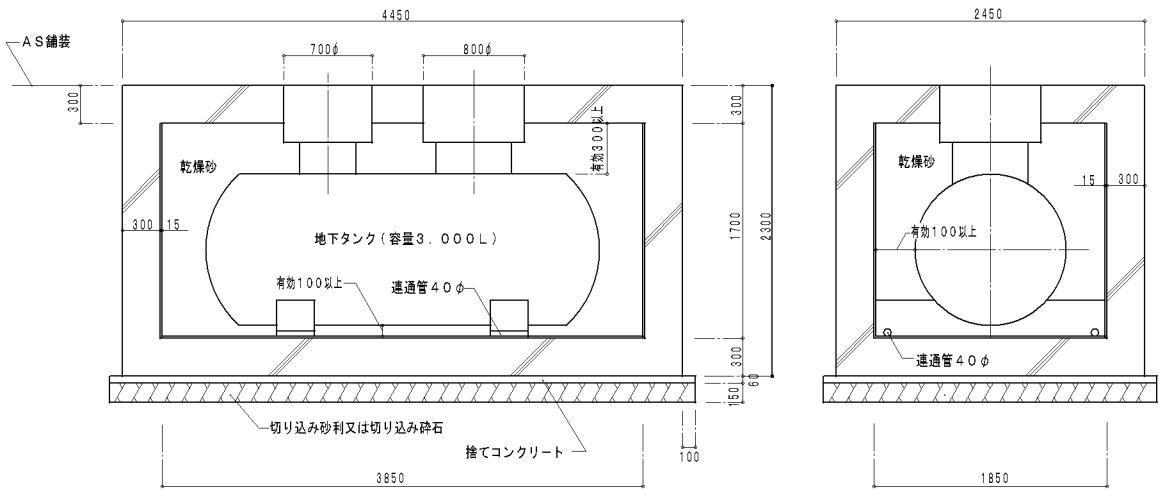 4450
2450
AS舗装
700φ
800φ
300
300
有効300以上
乾燥砂
乾燥砂
300
15
15
300
地下タンク(容量3.000L)
1700
2300
有効100以上
有効100以上
連通管40φ
連通管40φ
300
60
150
切り込み砂利又は切り込み砕石
捨てコンクリート
100
3850
1850